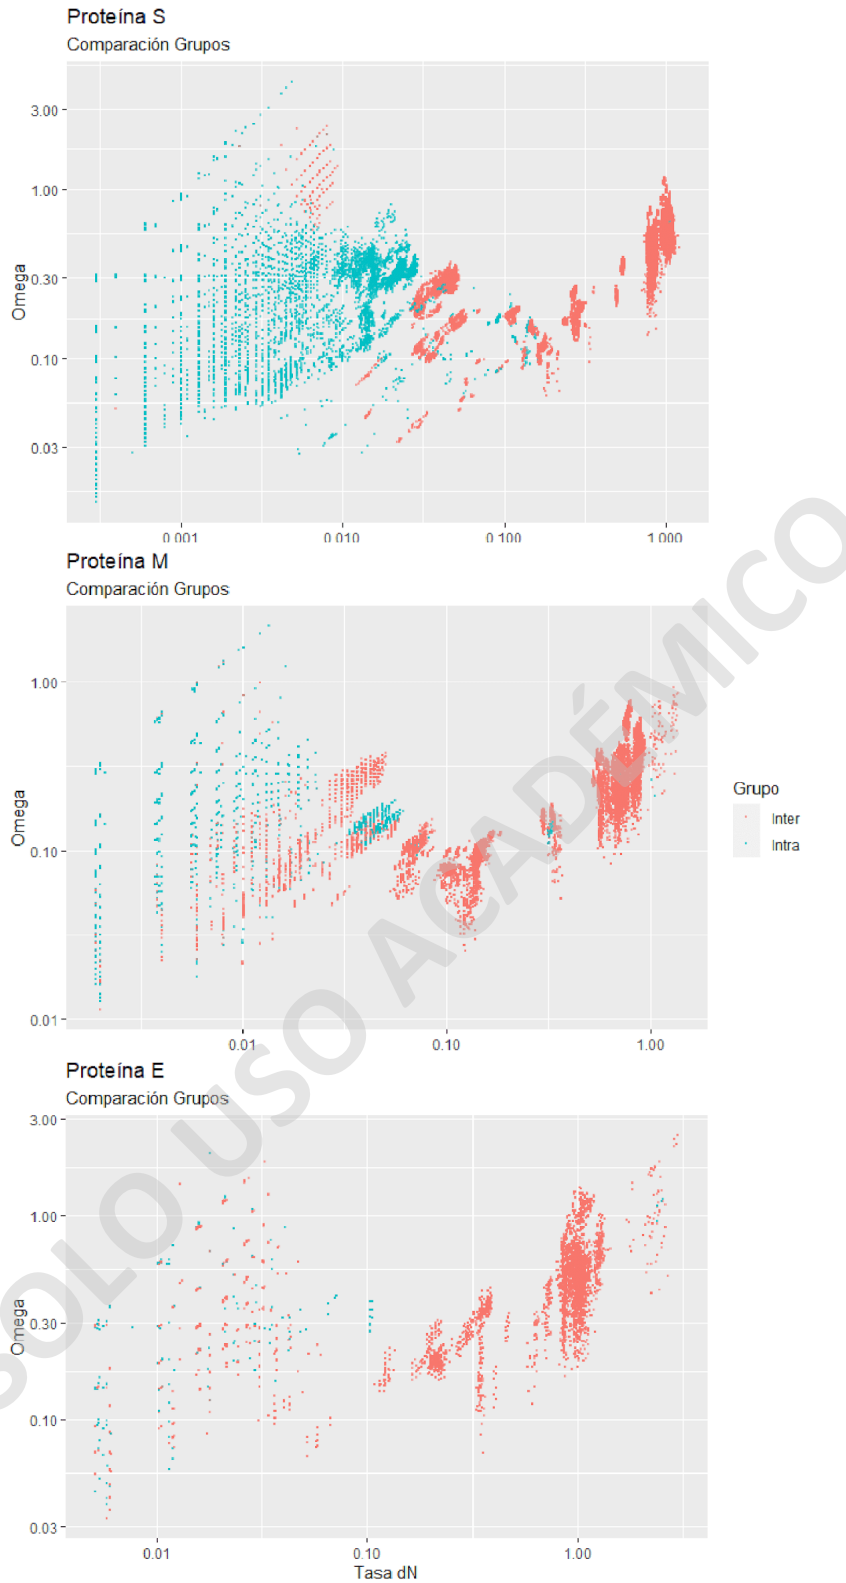 Proteína S
Comparación Grupos
3.00
1.00
0.30
0.10
0.03
Omega
0.001
0.010
0.100
1.000
Proteína M
Comparación Grupos
1.00
0.10
0.01
Omega
0.01
0.10
1.00
Grupo
Inter
Intra
Proteína E
Comparación Grupos
3.00
1.00
0.30
0.10
0.03
Omega
0.01
0.10
1.00
Tasa dN
SOLO USO ACADÉMICO